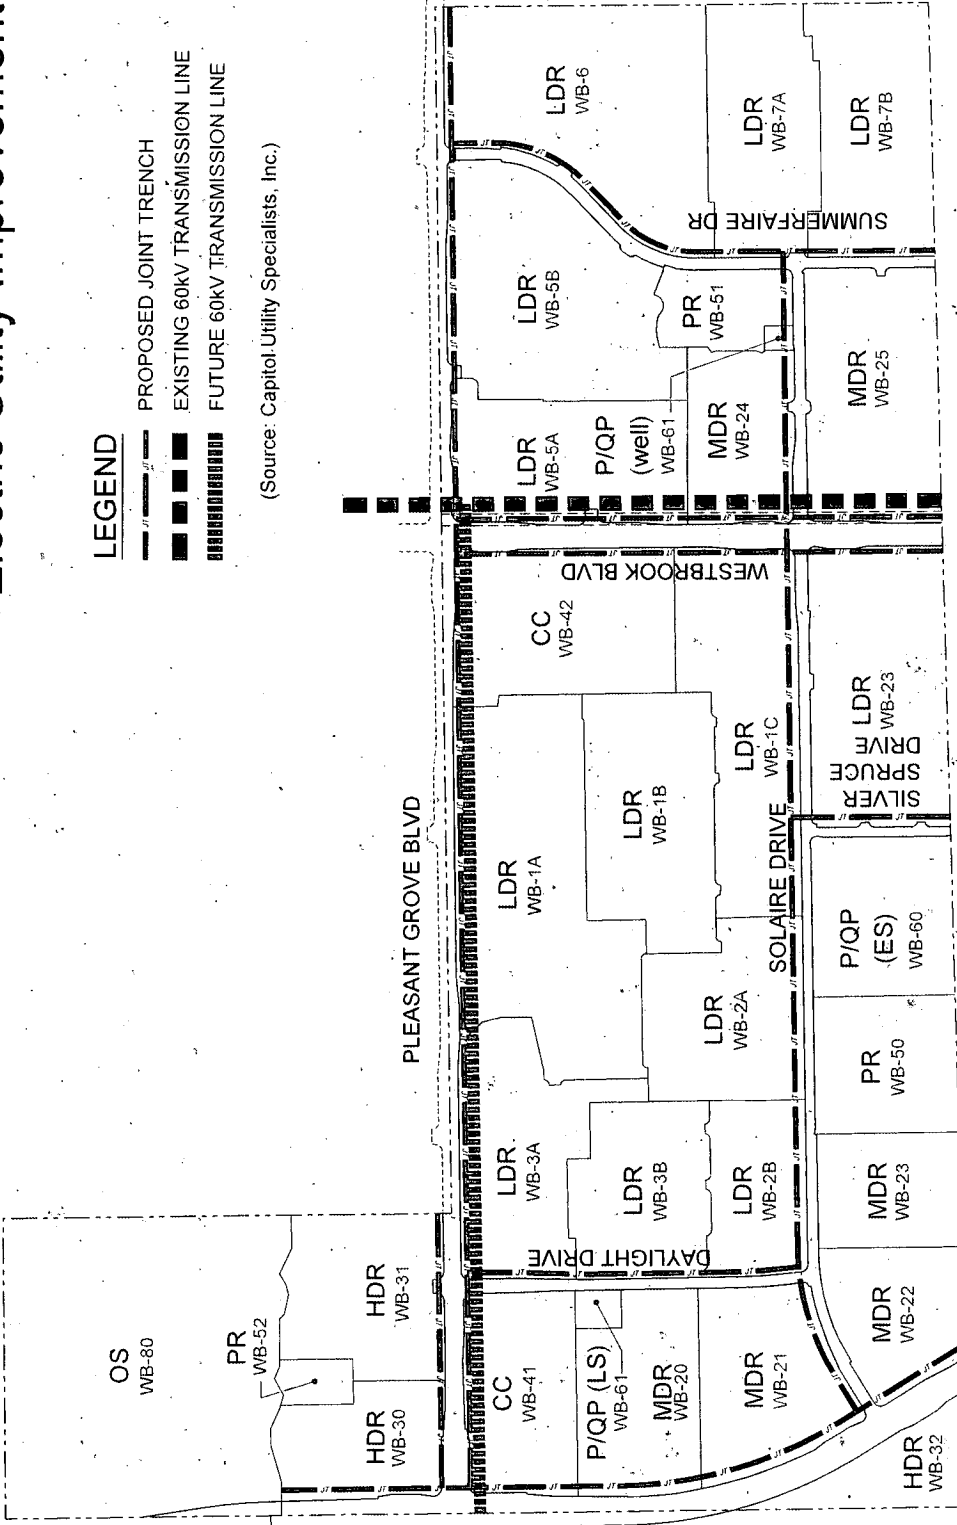 LEGEND
PROPOSED JOINT TRENCH
EXISTING 60kV TRANSMISSION LINE
FUTURE 60kV TRANSMISSION LINE
(Source: Capitol Utility Specialists, Inc.)
OS
WB-80
PR
WB-52
HDR
WB-30
HDR
WB-31
PLEASANT GROVE BLVD
CC
WB-41
P/QP (LS)
WB-61
MDR
WB-20
MDR
WB-21
HDR
WB-32
MDR
WB-22
DAYLIGHT DRIVE
LDR
WB-3A
LDR
WB-3B
LDR
WB-2B
MDR
WB-23
PR
WB-50
LDR
WB-2A
LDR
WB-1A
LDR
WB-1B
LDR
WB-1C
SOLAIRE DRIVE
P/QP
(ES)
WB-60
SILVER
SPRUCE
DRIVE
LDR
WB-23
CC
WB-42
WESTBROOK BLVD
LDR
WB-5A
P/QP
(well)
WB-61
MDR
WB-24
MDR
WB-25
LDR
WB-5B
PR
WB-51
SUMMERFAIRE DR
LDR
WB-6
LDR
WB-7A
LDR
WB-7B